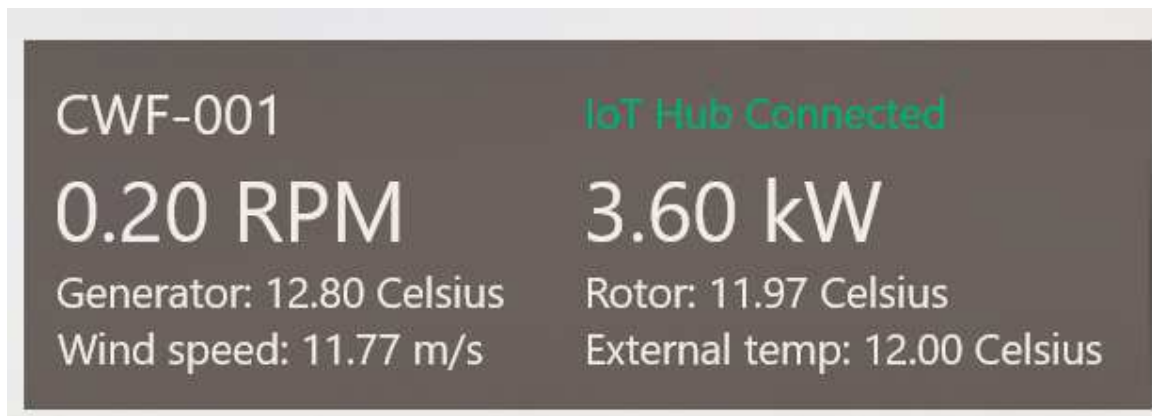 CWF-001
IoT Hub Connected
0.20 RPM
3.60 kW
Generator: 12.80 Celsius
Rotor: 11.97 Celsius
Wind speed: 11.77 m/s
External temp: 12.00 Celsius